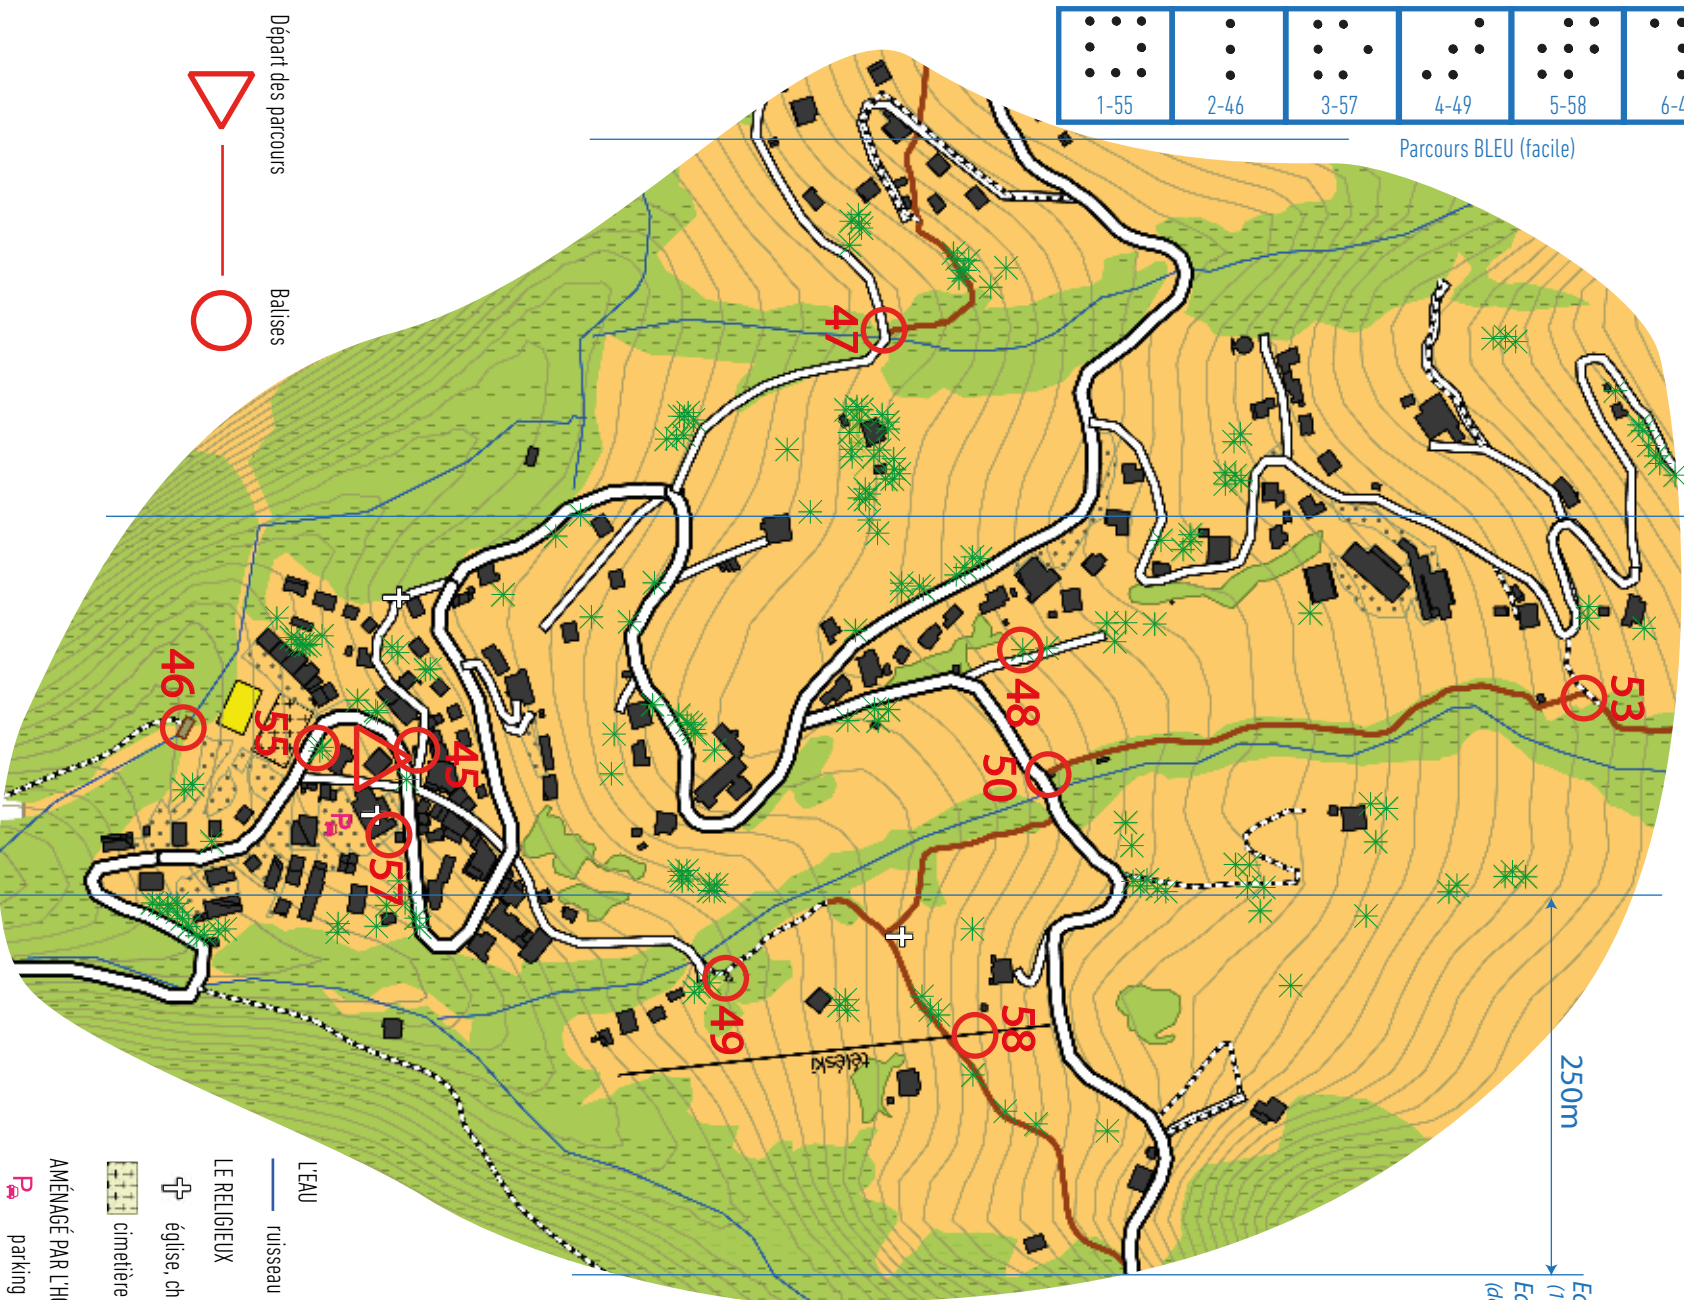 1-55
2-46
3-57
4-49
5-58
Parcours BLEU (facile)
Départ des parcours
Balises
47
48
53
50
46
55
45
57
49
58
téléski
P
250m
L'EAU
ruisseau
LE RELIGIEUX
église, ch
cimetière
AMÉNAGÉ PAR L'H
P parking